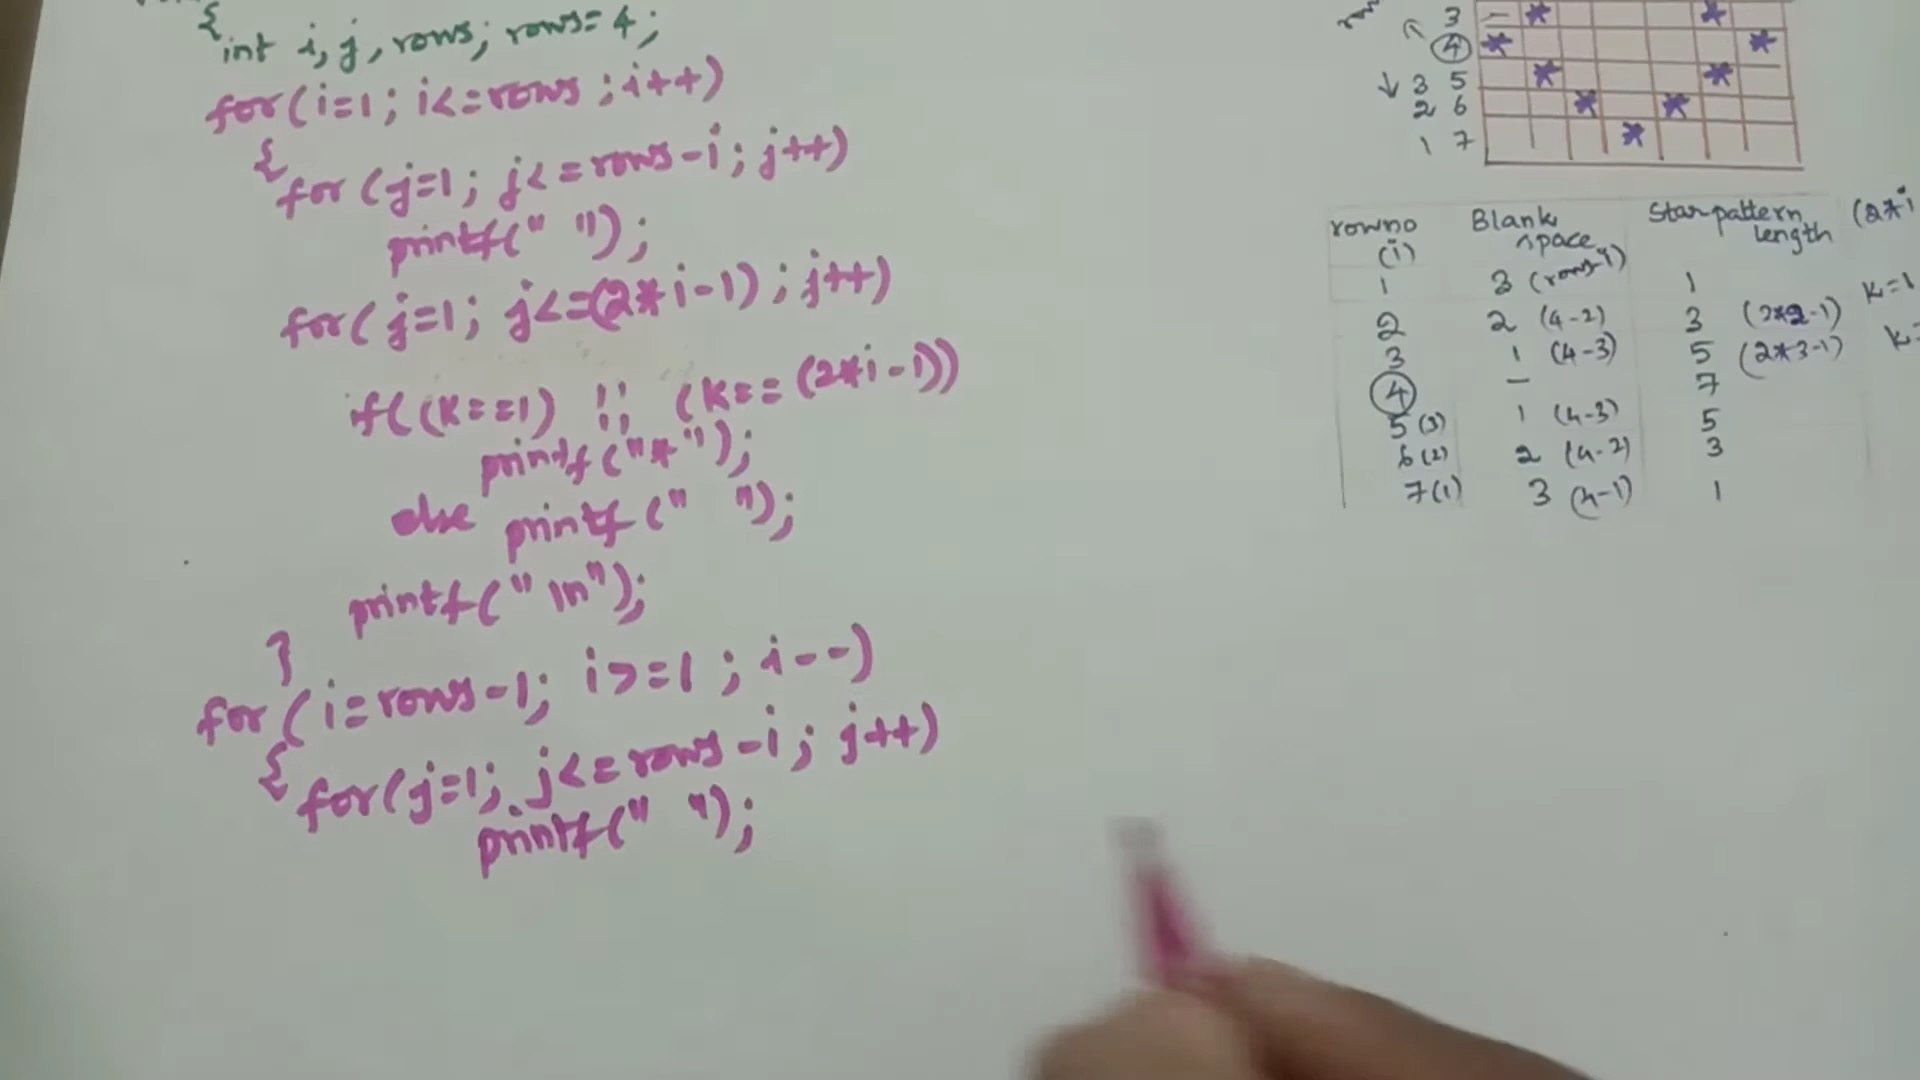 {
int i, j, rows; rows=4;
for(i=1; i<=rows ; i++)
{
for (j=1; j<=rows-i; j++)
printf(" ");
for(j=1; j<=(2*i-1); j++)
if((k==1) !! (k==(2*i-1))
printf("*");
else printf(" ");
printf("\n");
}
for(i=rows-1; i>=1 ; i--)
{
for(j=1; j<=rows-i; j++)
printf(" ");
3
4
3 5
2 6
1 7
rowno (i) Blank space Star pattern length (2*i
1 3 (rows-1) 1 k=1
2 2 (4-2) 3 (2*2-1) k=
3 1 (4-3) 5 (2*3-1)
4 - 7
5 (3) 1 (4-3) 5
6 (2) 2 (4-2) 3
7 (1) 3 (4-1) 1